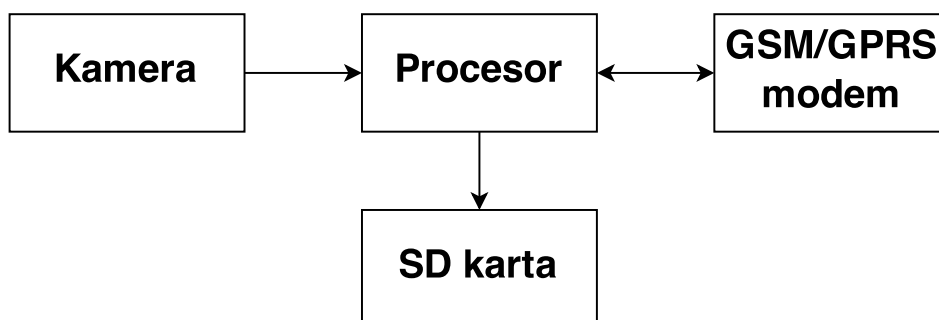 Kamera
Procesor
GSM/GPRS
modem
SD karta